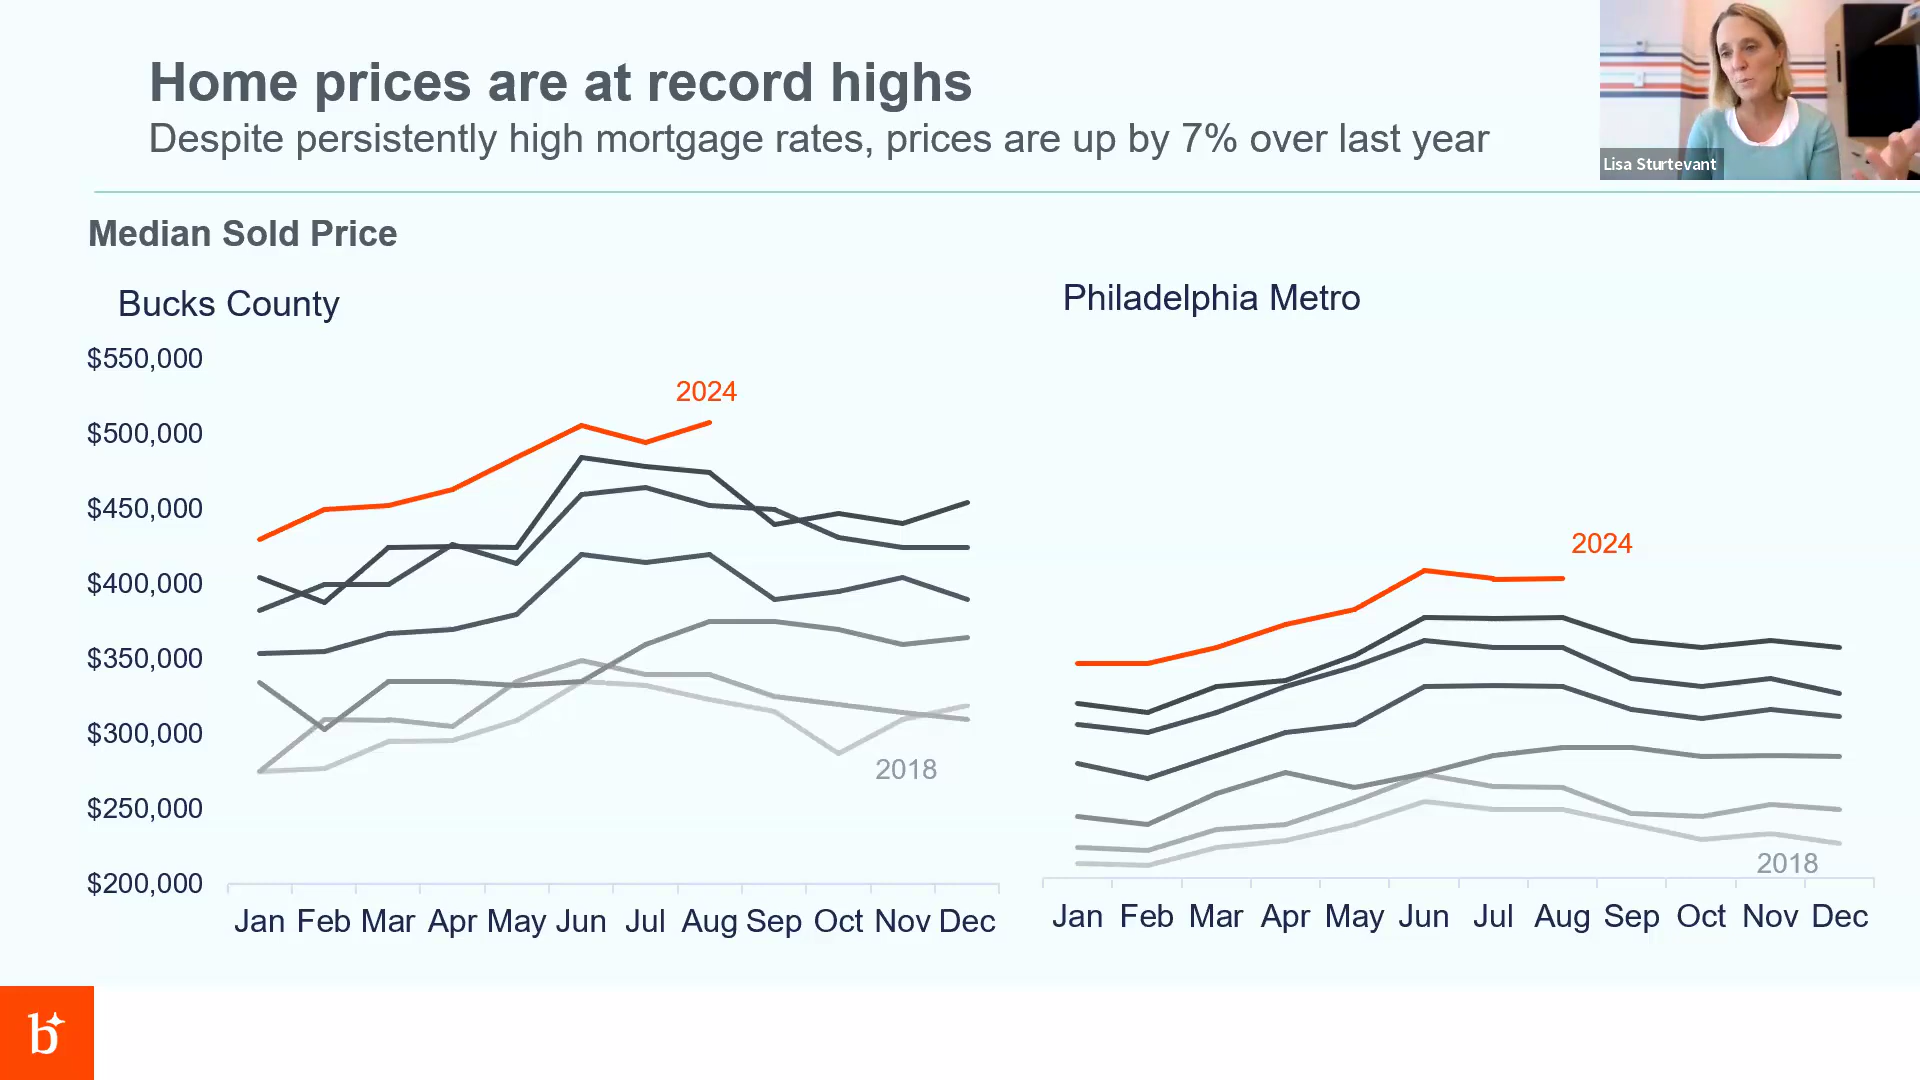 Home prices are at record highs
Despite persistently high mortgage rates, prices are up by 7% over last year
Lisa Sturtevant
Median Sold Price
Bucks County
$550,000
$500,000
$450,000
$400,000
$350,000
$300,000
$250,000
$200,000
2024
2018
Jan Feb Mar Apr May Jun Jul Aug Sep Oct Nov Dec
Philadelphia Metro
2024
2018
Jan Feb Mar Apr May Jun Jul Aug Sep Oct Nov Dec
b